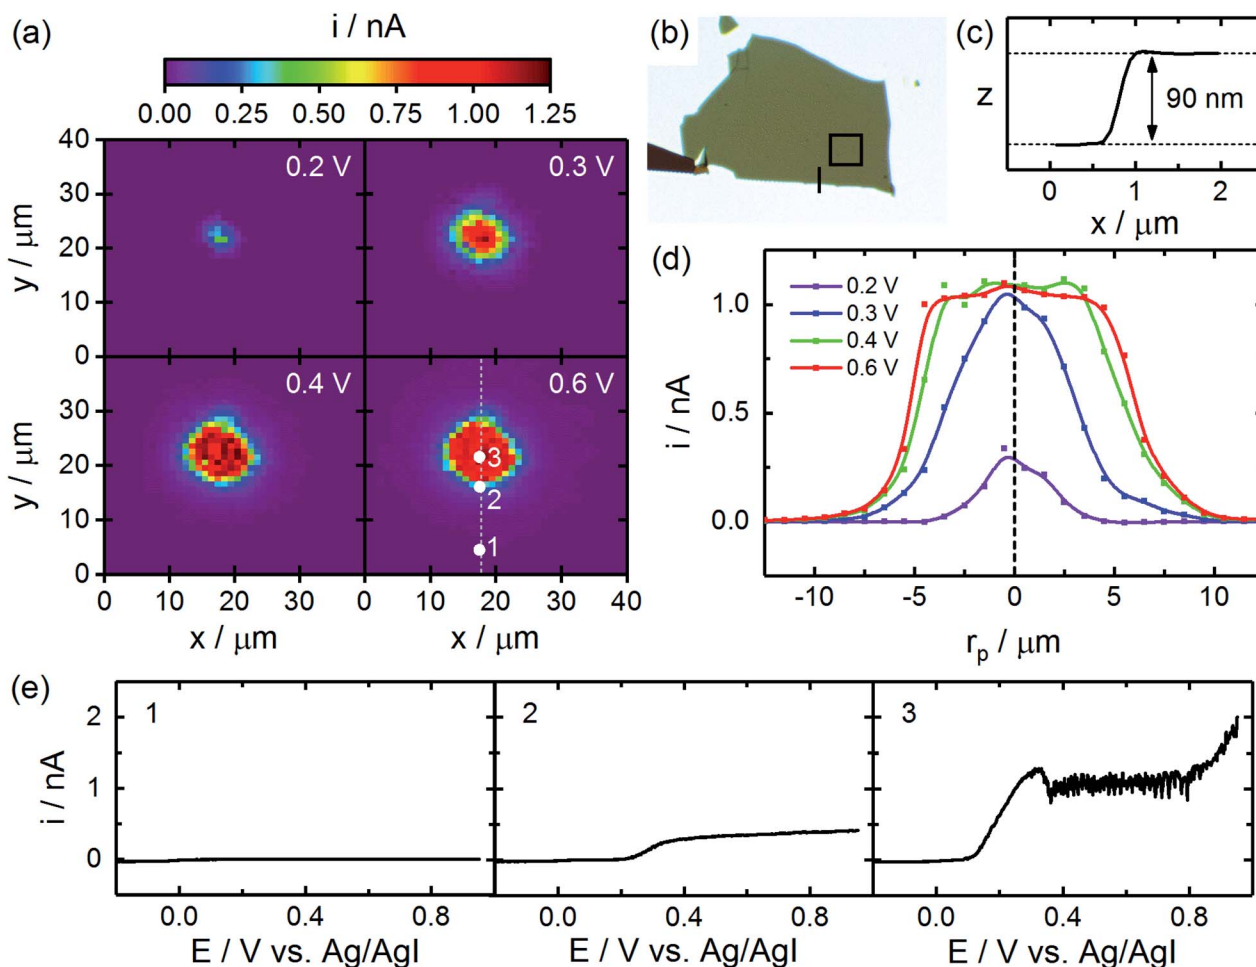 (a)
i / nA
0.00 0.25 0.50 0.75 1.00 1.25
40
30
20
10
0
y / μm
0.2 V
0.3 V
30
20
10
0
y / μm
0.4 V
0.6 V
3
2
1
0 10 20 30
0 10 20 30 40
x / μm
x / μm
(b)
(c)
z
90 nm
0 1 2
x / μm
(d)
1.0
0.5
0.0
i / nA
0.2 V
0.3 V
0.4 V
0.6 V
-10 -5 0 5 10
rp / μm
(e)
2
1
0
i / nA
1
2
3
0.0 0.4 0.8
0.0 0.4 0.8
0.0 0.4 0.8
E / V vs. Ag/AgI
E / V vs. Ag/AgI
E / V vs. Ag/AgI